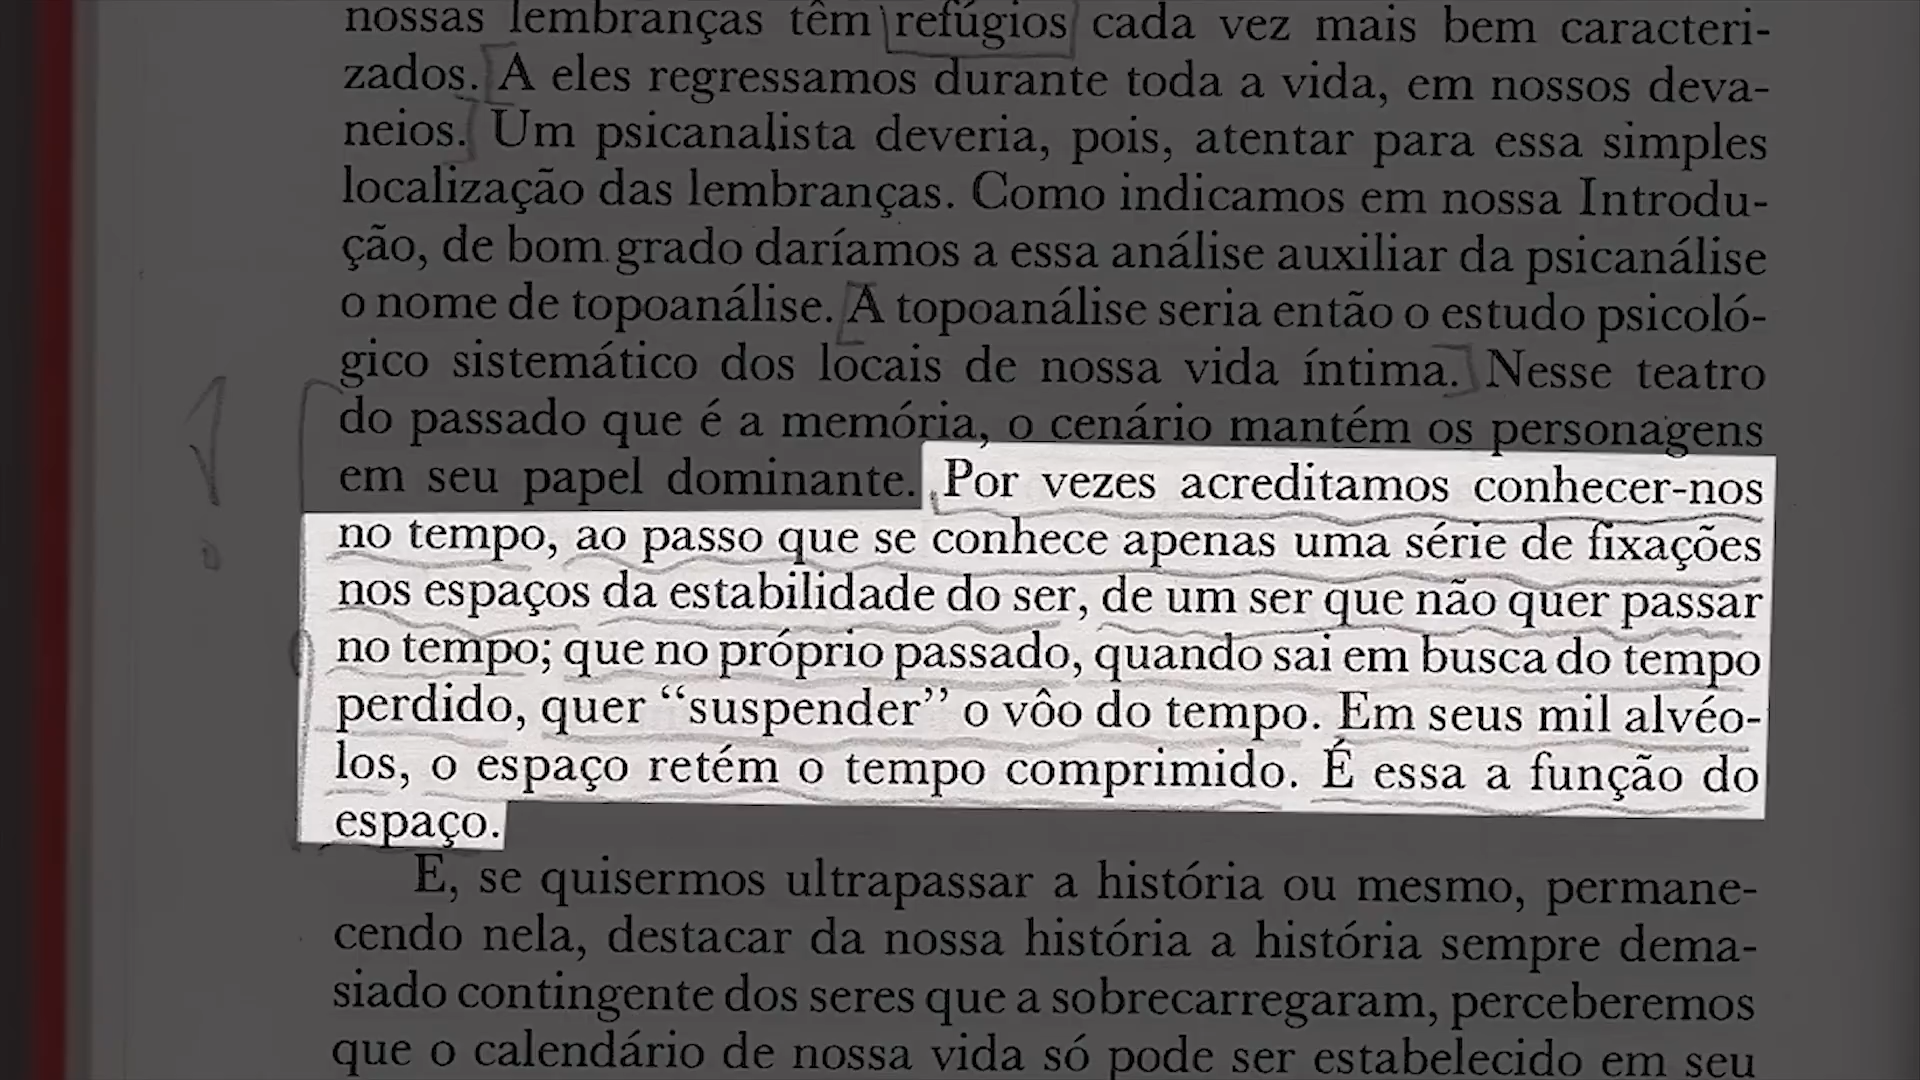 nossas lembranças têm refúgios cada vez mais bem caracteri-
zados. A eles regressamos durante toda a vida, em nossos deva-
neios. Um psicanalista deveria, pois, atentar para essa simples
localização das lembranças. Como indicamos em nossa Introdu-
ção, de bom grado daríamos a essa análise auxiliar da psicanálise
o nome de topoanálise. A topoanálise seria então o estudo psicoló-
gico sistemático dos locais de nossa vida íntima. Nesse teatro
do passado que é a memória, o cenário mantém os personagens
em seu papel dominante. Por vezes acreditamos conhecer-nos
no tempo, ao passo que se conhece apenas uma série de fixações
nos espaços da estabilidade do ser, de um ser que não quer passar
no tempo; que no próprio passado, quando sai em busca do tempo
perdido, quer “suspender” o vôo do tempo. Em seus mil alvéo-
los, o espaço retém o tempo comprimido. É essa a função do
espaço.
E, se quisermos ultrapassar a história ou mesmo, permane-
cendo nela, destacar da nossa história a história sempre dema-
siado contingente dos seres que a sobrecarregaram, perceberemos
que o calendário de nossa vida só pode ser estabelecido em seu